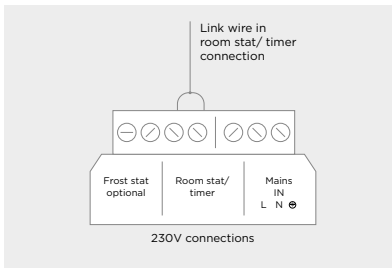 Link wire in
room stat/ timer
connection
Frost stat
optional
Room stat/
timer
Mains
IN
L N ⊕
230V connections